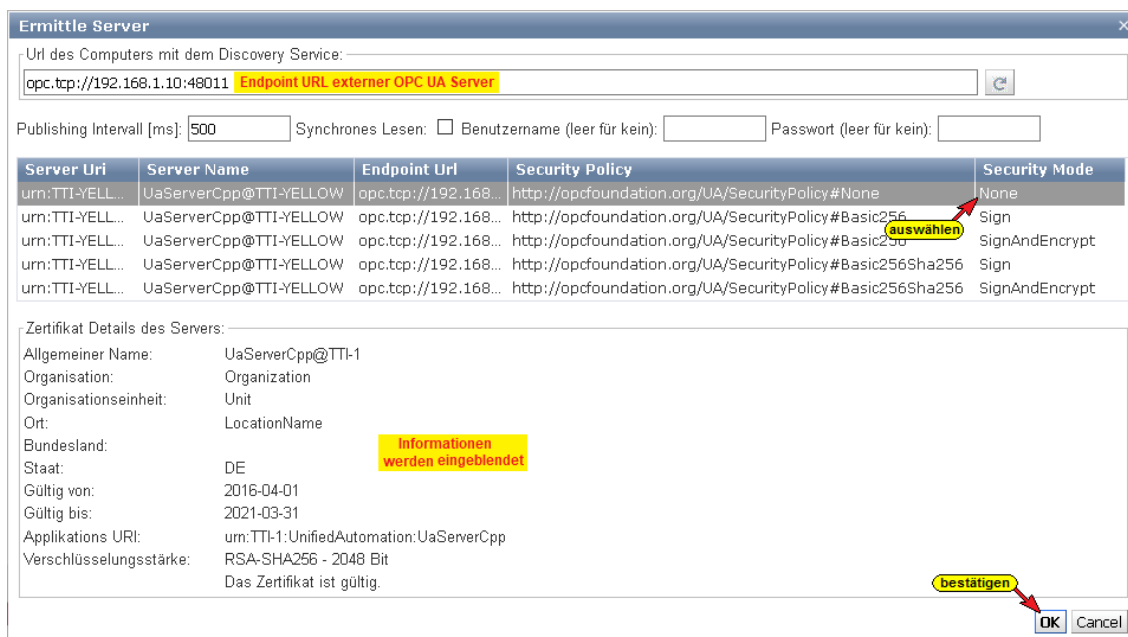 Ermittle Server
Url des Computers mit dem Discovery Service:
opc.tcp://192.168.1.10:48011 Endpoint URL externer OPC UA Server
Publishing Intervall [ms]: 500 Synchrones Lesen: Benutzername (leer für kein): Passwort (leer für kein):
Server Uri Server Name Endpoint Url Security Policy Security Mode
urn:TTI-YELL... UaServerCpp@TTI-YELLOW opc.tcp://192.168... http://opcfoundation.org/UA/SecurityPolicy#None None
urn:TTI-YELL... UaServerCpp@TTI-YELLOW opc.tcp://192.168... http://opcfoundation.org/UA/SecurityPolicy#Basic256 Sign
auswählen
urn:TTI-YELL... UaServerCpp@TTI-YELLOW opc.tcp://192.168... http://opcfoundation.org/UA/SecurityPolicy#Basic256 SignAndEncrypt
urn:TTI-YELL... UaServerCpp@TTI-YELLOW opc.tcp://192.168... http://opcfoundation.org/UA/SecurityPolicy#Basic256Sha256 Sign
urn:TTI-YELL... UaServerCpp@TTI-YELLOW opc.tcp://192.168... http://opcfoundation.org/UA/SecurityPolicy#Basic256Sha256 SignAndEncrypt
Zertifikat Details des Servers:
Allgemeiner Name: UaServerCpp@TTI-1
Organisation: Organization
Organisationseinheit: Unit
Ort: LocationName
Bundesland:
Informationen
werden eingeblendet
Staat: DE
Gültig von: 2016-04-01
Gültig bis: 2021-03-31
Applikations URI: urn:TTI-1:UnifiedAutomation:UaServerCpp
Verschlüsselungsstärke: RSA-SHA256 - 2048 Bit
Das Zertifikat ist gültig.
bestätigen
OK Cancel